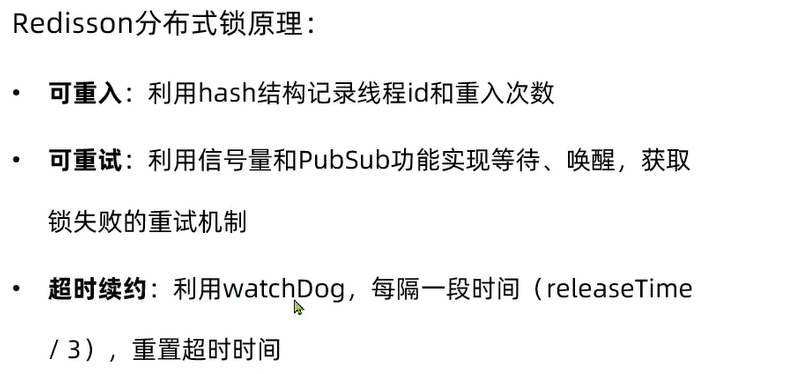 Redisson分布式锁原理：
• 可重入：利用hash结构记录线程id和重入次数
• 可重试：利用信号量和PubSub功能实现等待、唤醒，获取
锁失败的重试机制
• 超时续约：利用watchDog，每隔一段时间（releaseTime
/ 3），重置超时时间